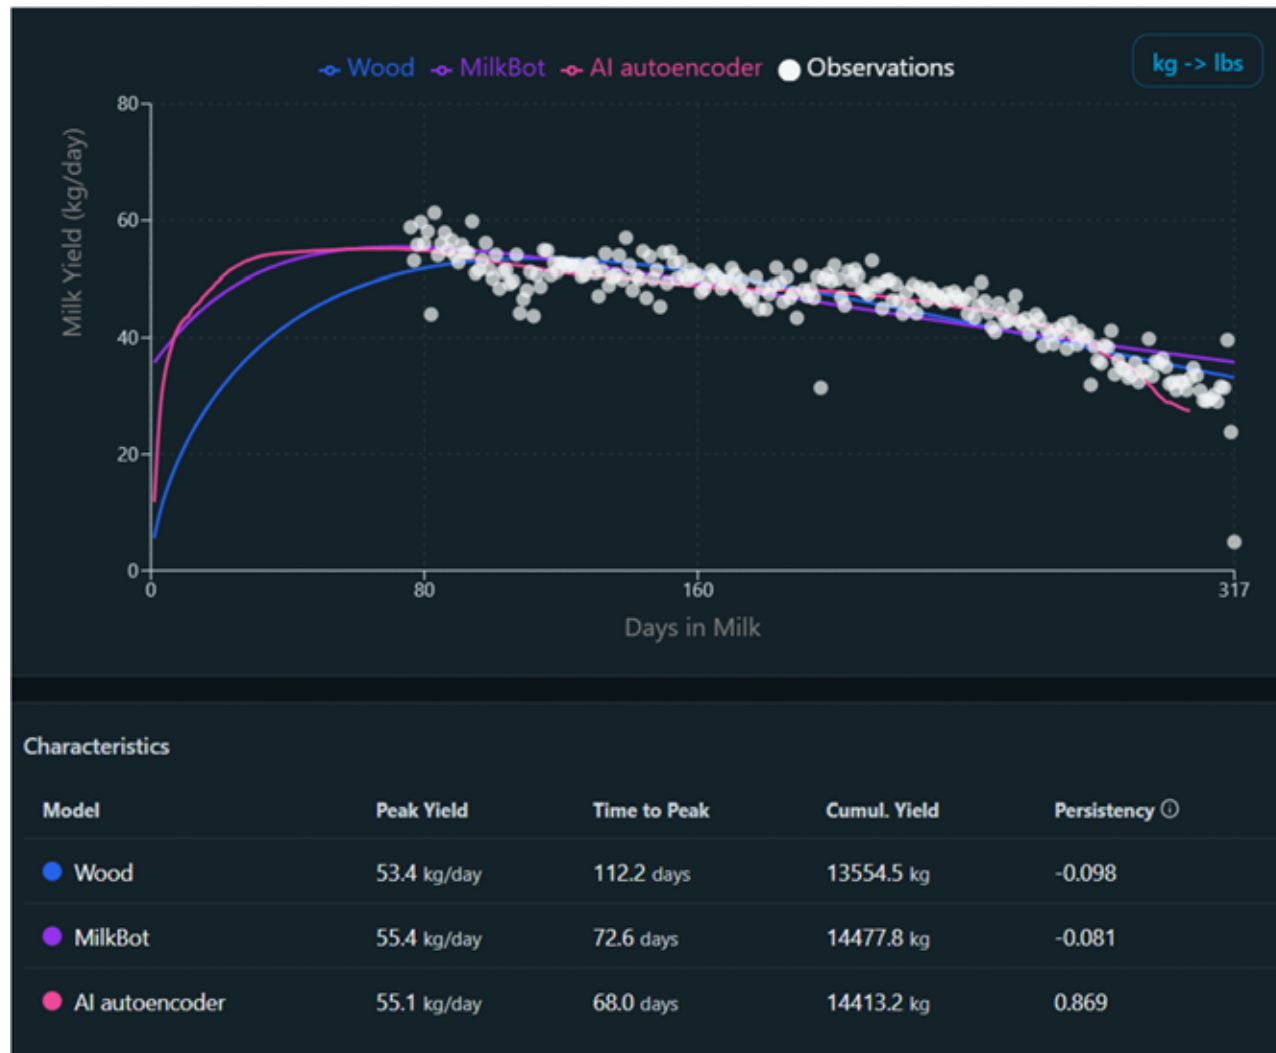 Wood MilkBot AI autoencoder Observations
kg -> lbs
Milk Yield (kg/day)
80
60
40
20
0
0 80 160 317
Days in Milk
Characteristics
Model Peak Yield Time to Peak Cumul. Yield Persistency
Wood 53.4 kg/day 112.2 days 13554.5 kg -0.098
MilkBot 55.4 kg/day 72.6 days 14477.8 kg -0.081
AI autoencoder 55.1 kg/day 68.0 days 14413.2 kg 0.869